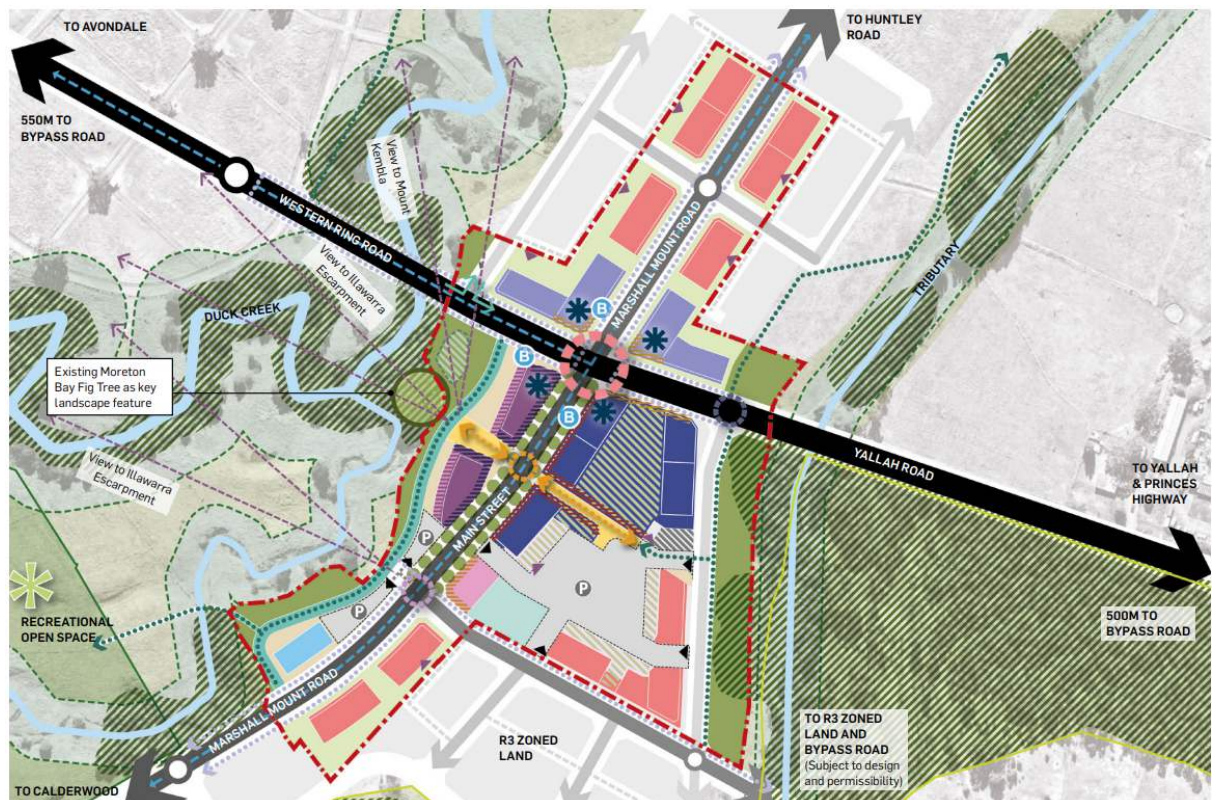 TO AVONDALE
TO HUNTLEY
ROAD
550M TO
BYPASS ROAD
View to Mount
Kembla
WESTERN RING ROAD
MARSHALL MOUNT ROAD
TRIBUTARY
View to Illawarra
Escarpment
DUCK CREEK
B
B
B
Existing Moreton
Bay Fig Tree as key
landscape feature
YALLAH ROAD
View to Illawarra
Escarpment
TO YALLAH
& PRINCES
HIGHWAY
MAIN STREET
P
P
P
RECREATIONAL
OPEN SPACE
500M TO
BYPASS ROAD
MARSHALL MOUNT ROAD
R3 ZONED
LAND
TO R3 ZONED
LAND AND
BYPASS ROAD
(Subject to design
and permissibility)
TO CALDERWOOD